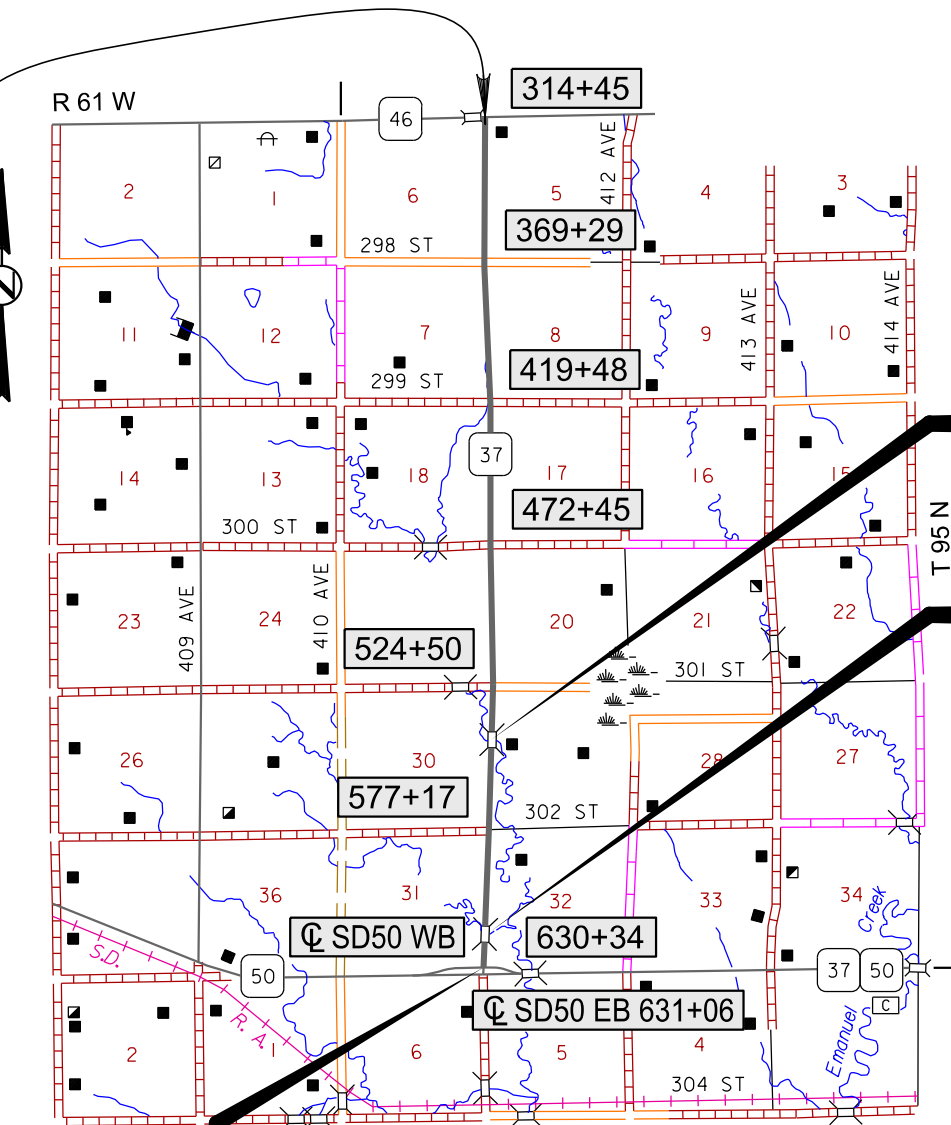 314+45
R 61 W
46
412 AVE
2
1
6
5
4
3
369+29
298 ST
11
12
7
8
9
413 AVE
10
414 AVE
299 ST
419+48
37
14
13
18
17
16
15
472+45
300 ST
T 95 N
409 AVE
410 AVE
23
24
20
21
22
524+50
301 ST
26
30
28
27
577+17
302 ST
36
31
32
33
34
Creek
℄ SD50 WB
630+34
S.D.
50
37
50
℄ SD50 EB 631+06
C
R. A.
Emanuel
2
1
6
5
4
304 ST
Z